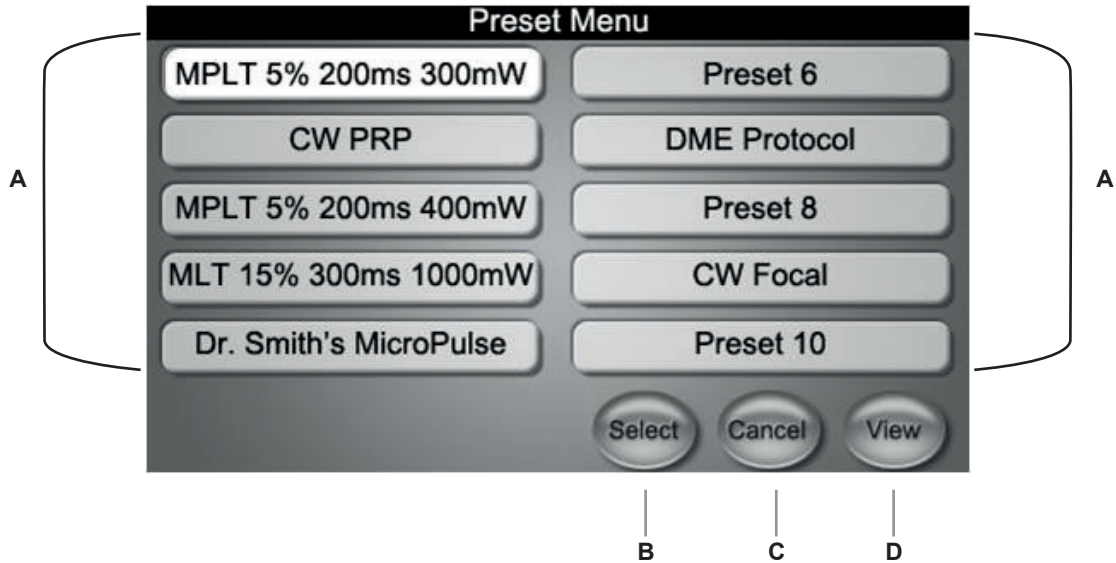 Preset Menu
MPLT 5% 200ms 300mW
CW PRP
MPLT 5% 200ms 400mW
MLT 15% 300ms 1000mW
Dr. Smith's MicroPulse
Preset 6
DME Protocol
Preset 8
CW Focal
Preset 10
Select Cancel View
A
A
B C D